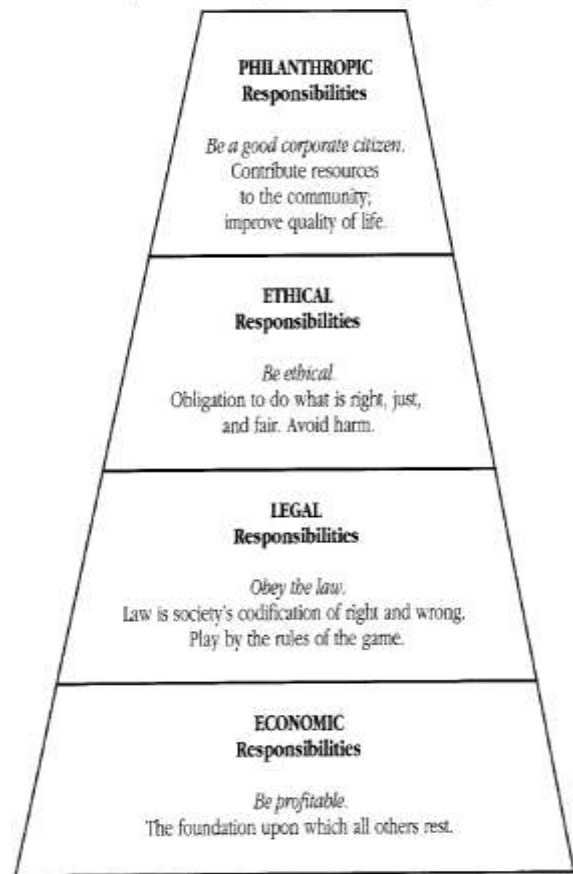 PHILANTHROPIC
Responsibilities
Be a good corporate citizen.
Contribute resources
to the community;
improve quality of life.
ETHICAL
Responsibilities
Be ethical.
Obligation to do what is right, just,
and fair. Avoid harm.
LEGAL
Responsibilities
Obey the law.
Law is society's codification of right and wrong.
Play by the rules of the game.
ECONOMIC
Responsibilities
Be profitable.
The foundation upon which all others rest.